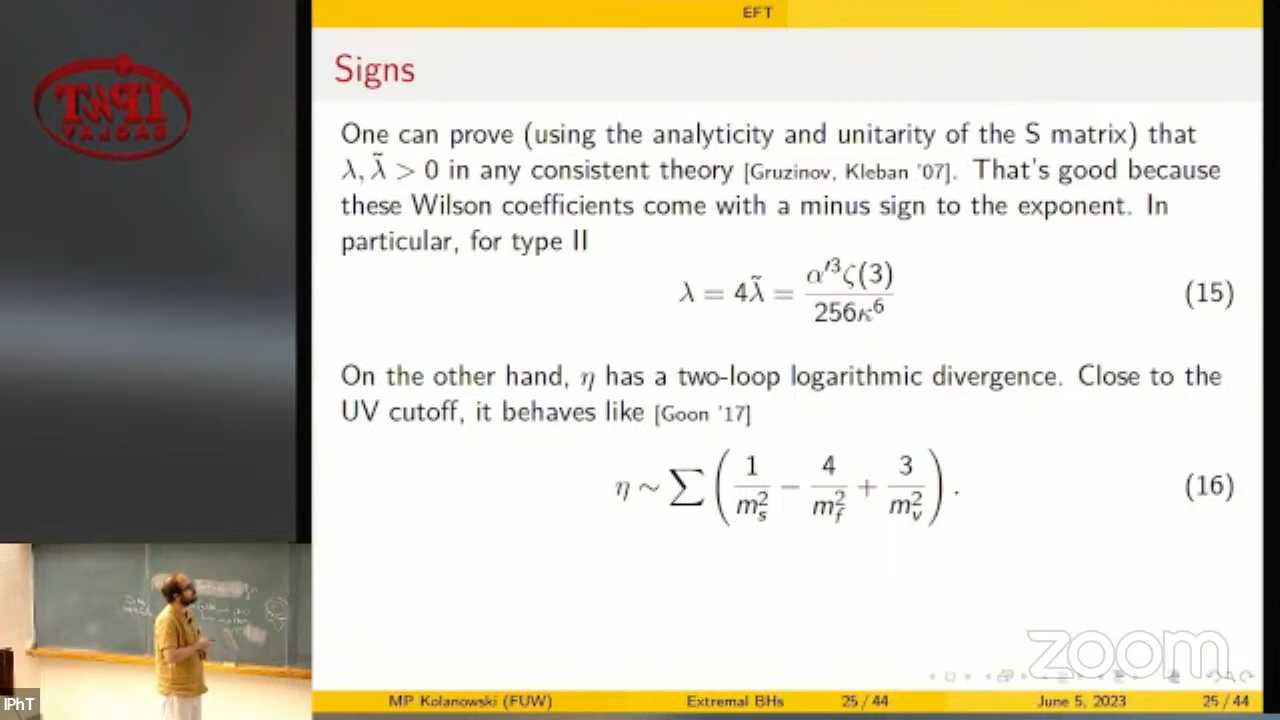 EFT
Signs
One can prove (using the analyticity and unitarity of the S matrix) that
λ, λ̃ > 0 in any consistent theory [Gruzinov, Kleban '07]. That's good because
these Wilson coefficients come with a minus sign to the exponent. In
particular, for type II
λ = 4λ̃ = α′³ζ(3) / 256κ⁶ (15)
On the other hand, η has a two-loop logarithmic divergence. Close to the
UV cutoff, it behaves like [Goon '17]
η ~ ∑ ( 1/m_s² − 4/m_f² + 3/m_v² ) . (16)
zoom
MP Kolanowski (FUW) Extremal BHs 25 / 44 June 5, 2023 25 / 44
IPhT